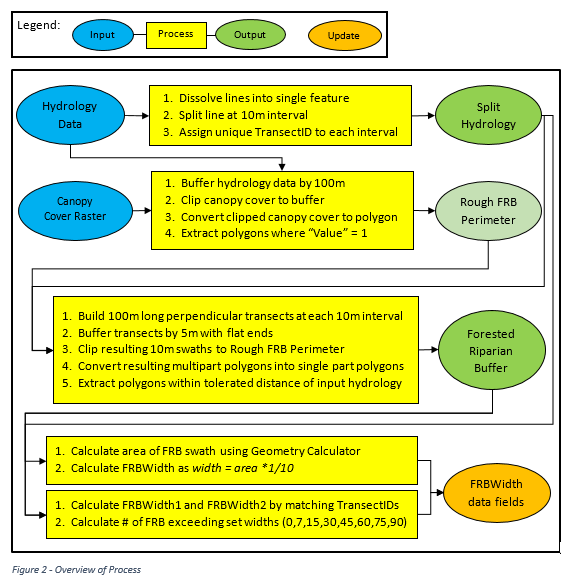 Legend:
Input
Process
Output
Update
Hydrology
Data
1. Dissolve lines into single feature
2. Split line at 10m interval
3. Assign unique TransectID to each interval
Split
Hydrology
Canopy
Cover Raster
1. Buffer hydrology data by 100m
2. Clip canopy cover to buffer
3. Convert clipped canopy cover to polygon
4. Extract polygons where “Value” = 1
Rough FRB
Perimeter
1. Build 100m long perpendicular transects at each 10m interval
2. Buffer transects by 5m with flat ends
3. Clip resulting 10m swaths to Rough FRB Perimeter
4. Convert resulting multipart polygons into single part polygons
5. Extract polygons within tolerated distance of input hydrology
Forested
Riparian
Buffer
1. Calculate area of FRB swath using Geometry Calculator
2. Calculate FRBWidth as width = area *1/10
1. Calculate FRBWidth1 and FRBWidth2 by matching TransectIDs
2. Calculate # of FRB exceeding set widths (0,7,15,30,45,60,75,90)
FRBWidth
data fields
Figure 2 - Overview of Process